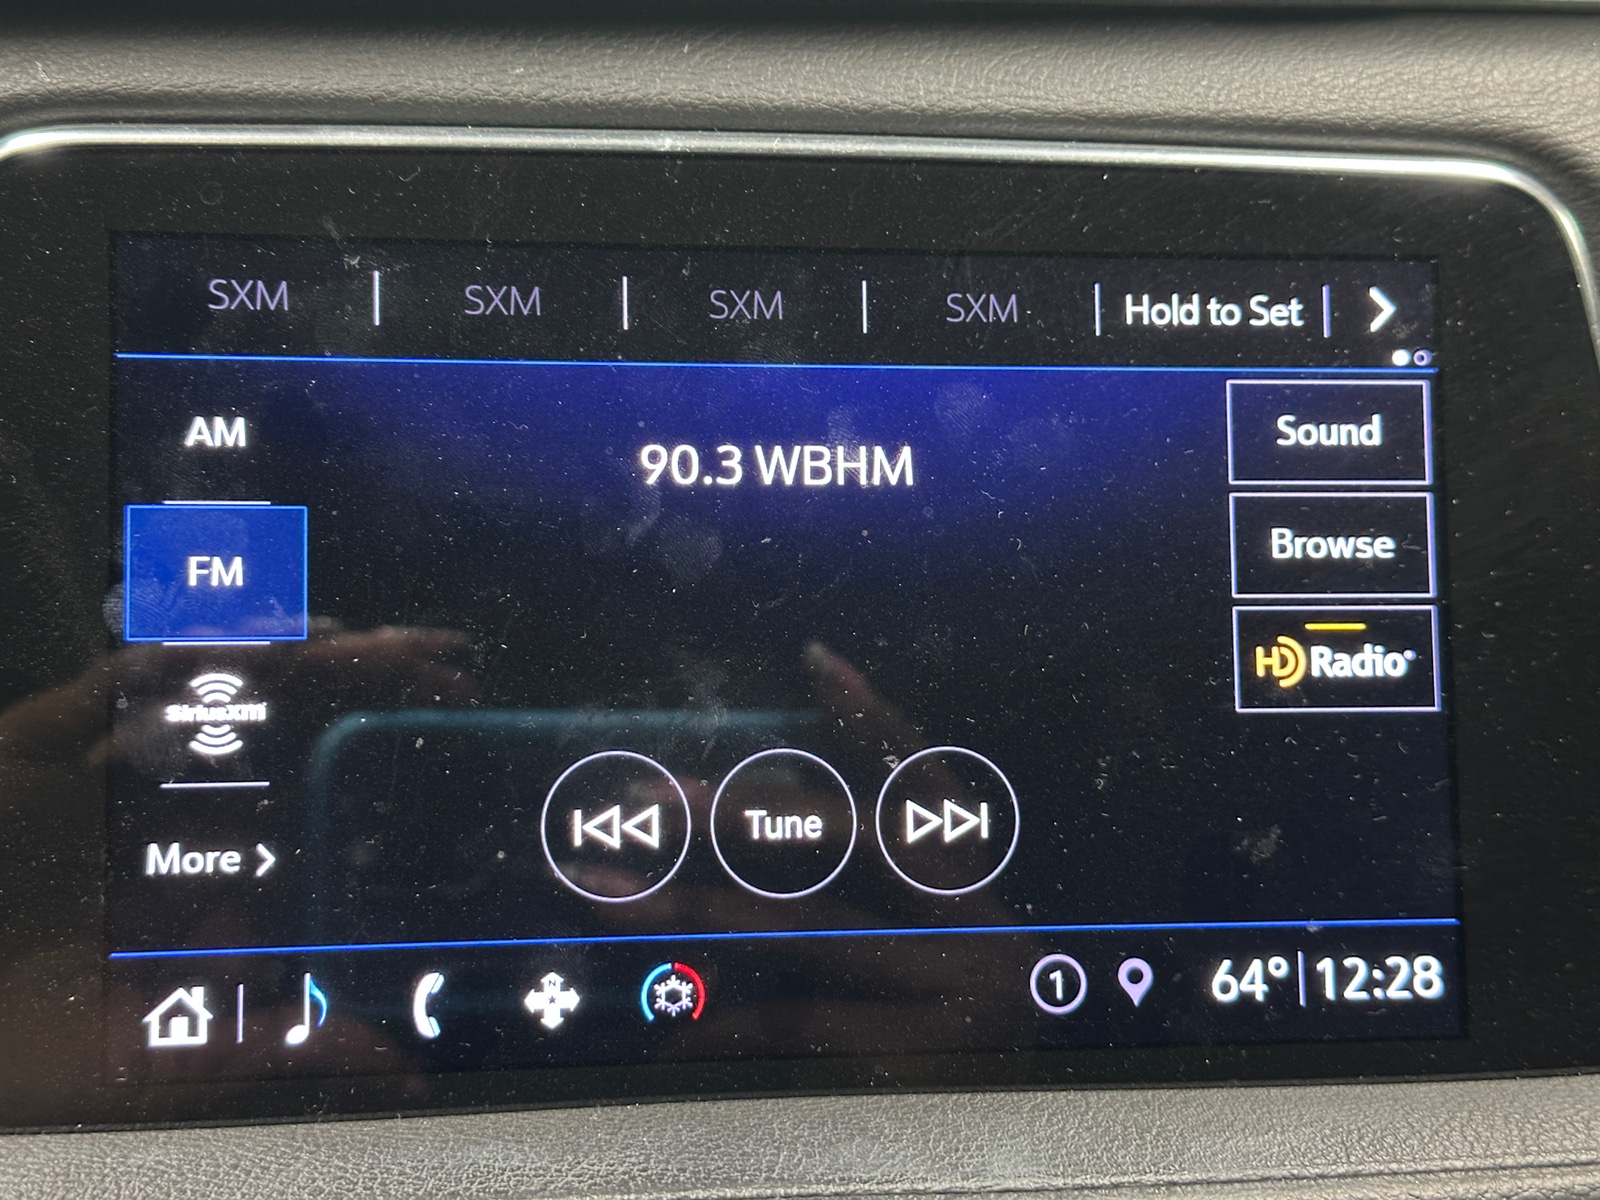 SXM | SXM | SXM | SXM | Hold to Set |
AM
90.3 WBHM
Sound
FM
Browse
HD Radio
siriusxm
More
Tune
N
1
64° | 12:28